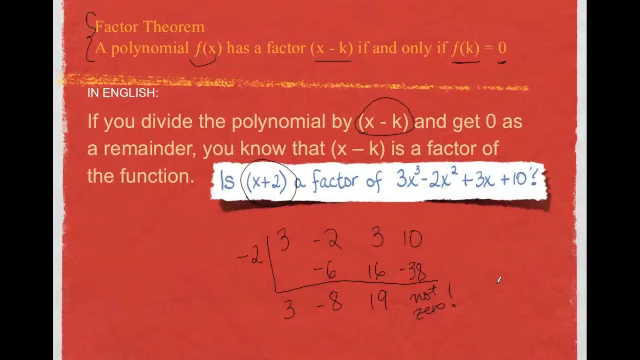 Factor Theorem
A polynomial ƒ(x) has a factor (x - k) if and only if ƒ(k) = 0
IN ENGLISH:
If you divide the polynomial by (x - k) and get 0 as
a remainder, you know that (x – k) is a factor of
the function.
Is (x+2) a factor of 3x³-2x²+3x+10?
-2 3 -2 3 10
-6 16 -38
3 -8 19 not
zero!